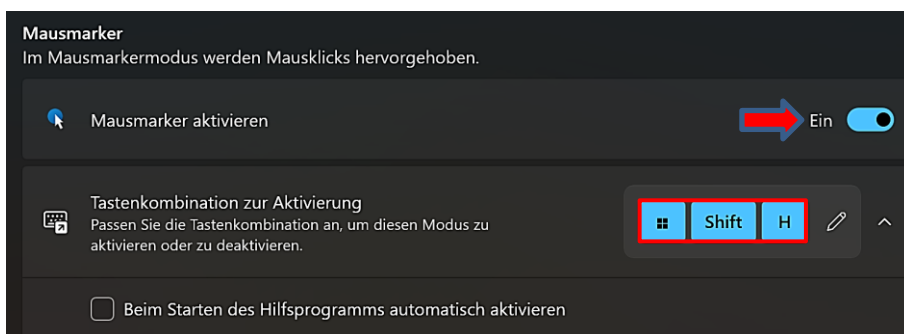 Mausmarker
Im Mausmarkermodus werden Mausklicks hervorgehoben.
Mausmarker aktivieren
Ein
Tastenkombination zur Aktivierung
Passen Sie die Tastenkombination an, um diesen Modus zu
aktivieren oder zu deaktivieren.
Shift H
Beim Starten des Hilfsprogramms automatisch aktivieren